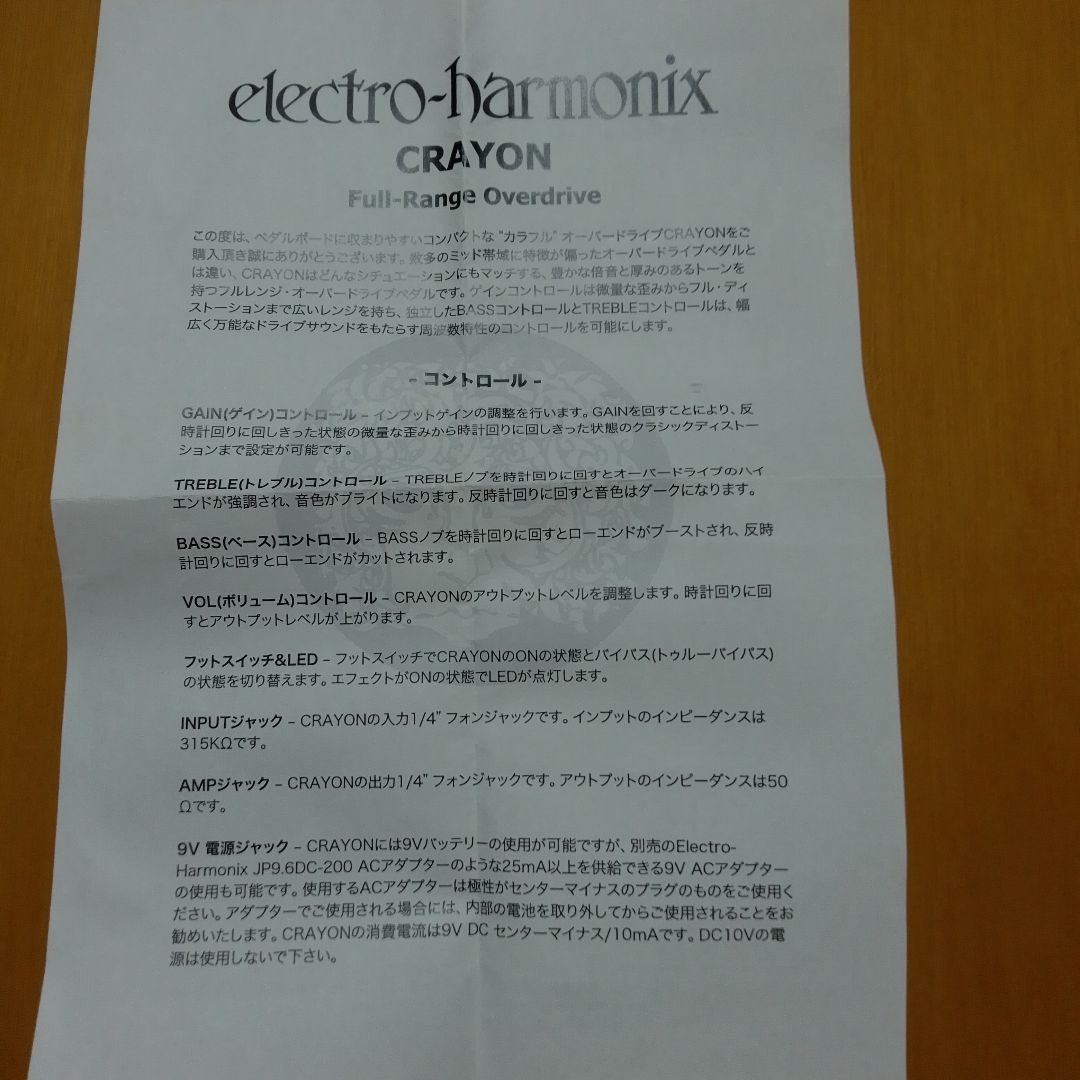 electro-harmonix
CRAYON
Full-Range Overdrive
この度は、ペダルボードに収まりやすいコンパクトな "カラフル" オーバードライブCRAYONをご
購入頂き誠にありがとうございます。数多のミッド帯域に特徴が偏ったオーバードライブペダルと
は違い、CRAYONはどんなシチュエーションにもマッチする、豊かな倍音と厚みのあるトーンを
持つフルレンジ・オーバードライブペダルです。ゲインコントロールは微量な歪みからフル・ディ
ストーションまで広いレンジを持ち、独立したBASSコントロールとTREBLEコントロールは、幅
広く万能なドライブサウンドをもたらす周波数特性のコントロールを可能にします。
- コントロール -
GAIN(ゲイン)コントロール – インプットゲインの調整を行います。GAINを回すことにより、反
時計回りに回しきった状態の微量な歪みから時計回りに回しきった状態のクラシックディストー
ションまで設定が可能です。
TREBLE(トレブル)コントロール – TREBLEノブを時計回りに回すとオーバードライブのハイ
エンドが強調され、音色がブライトになります。反時計回りに回すと音色はダークになります。
BASS(ベース)コントロール – BASSノブを時計回りに回すとローエンドがブーストされ、反時
計回りに回すとローエンドがカットされます。
VOL(ボリューム)コントロール – CRAYONのアウトプットレベルを調整します。時計回りに回
すとアウトプットレベルが上がります。
フットスイッチ&LED – フットスイッチでCRAYONのONの状態とバイパス(トゥルーバイパス)
の状態を切り替えます。エフェクトがONの状態でLEDが点灯します。
INPUTジャック – CRAYONの入力1/4" フォンジャックです。インプットのインピーダンスは
315KΩです。
AMPジャック – CRAYONの出力1/4" フォンジャックです。アウトプットのインピーダンスは50
Ωです。
9V 電源ジャック – CRAYONには9Vバッテリーの使用が可能ですが、別売のElectro-
Harmonix JP9.6DC-200 ACアダプターのような25mA以上を供給できる9V ACアダプター
の使用も可能です。使用するACアダプターは極性がセンターマイナスのプラグのものをご使用く
ださい。アダプターでご使用される場合には、内部の電池を取り外してからご使用されることをお
勧めいたします。CRAYONの消費電流は9V DC センターマイナス/10mAです。DC10Vの電
源は使用しないで下さい。